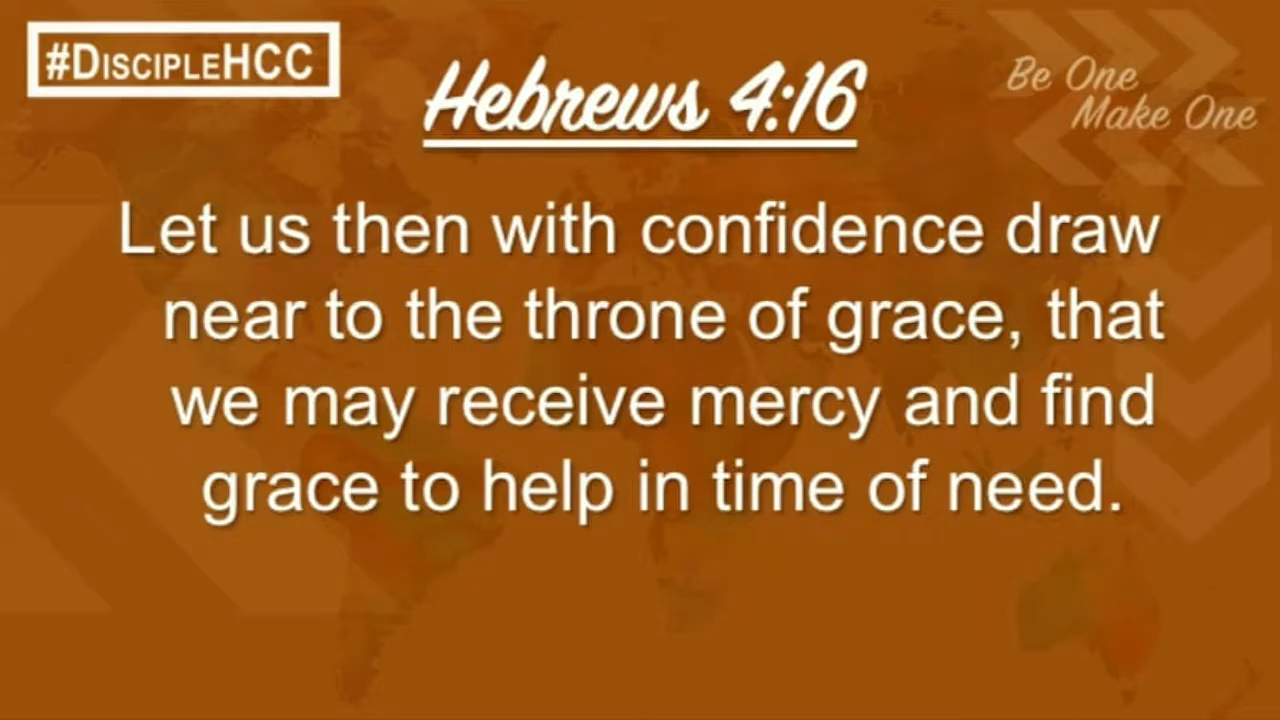 #DISCIPLEHCC
Hebrews 4:16
Be One
Make One
Let us then with confidence draw
near to the throne of grace, that
we may receive mercy and find
grace to help in time of need.